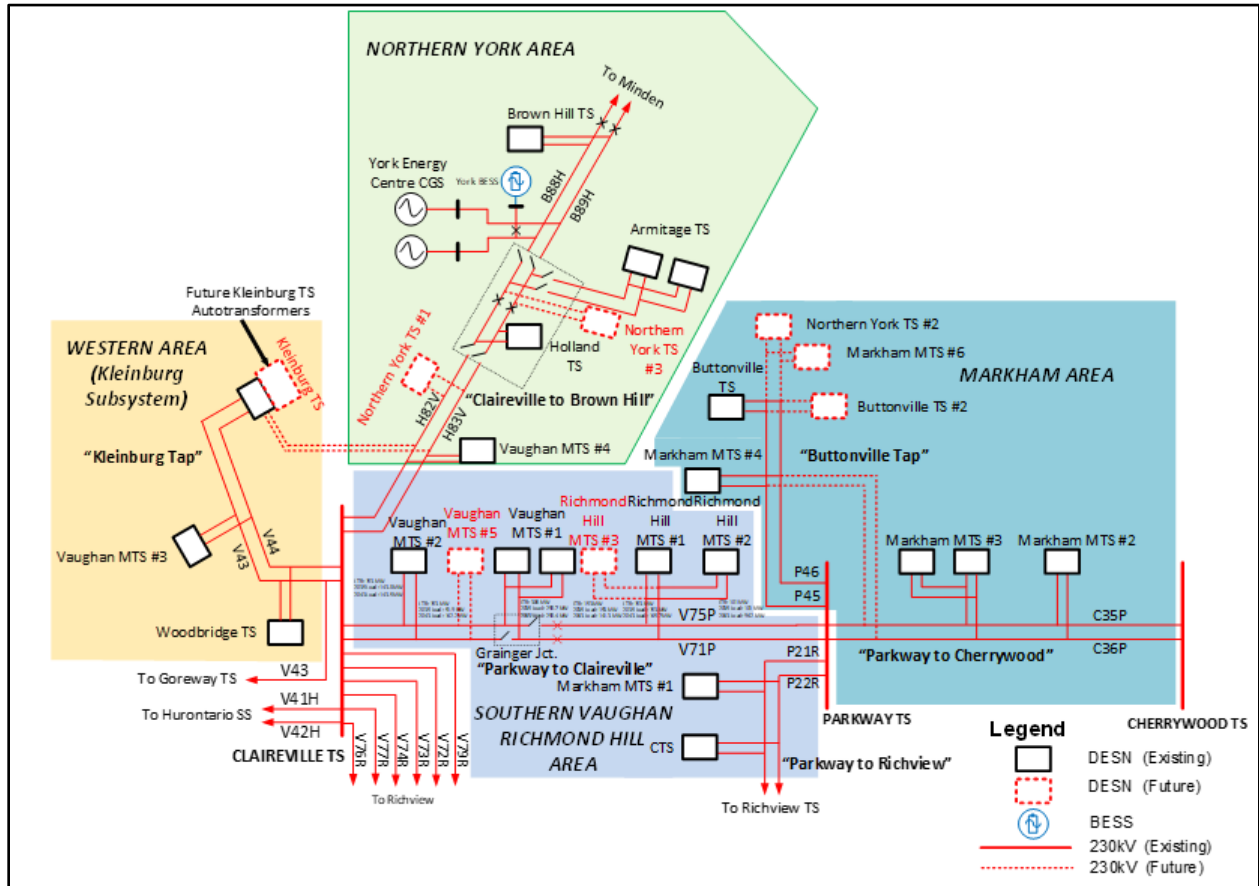 NORTHERN YORK AREA
To Minden
Brown Hill TS
York Energy
Centre CGS
York BESS
B88H
B89H
Armitage TS
Future Kleinburg TS
Autotransformers
Northern York TS #1
Holland
TS
Northern
York TS
#3
Northern York TS #2
WESTERN AREA
(Kleinburg
Subsystem)
Kleinburg TS
Markham MTS #6
Buttonville
TS
MARKHAM AREA
"Claireville to Brown Hill"
H82V
H83V
Buttonville TS #2
"Kleinburg Tap"
Vaughan MTS #4
Markham MTS #4
"Buttonville Tap"
Vaughan
MTS #2
Vaughan
MTS #5
Vaughan
MTS #1
Richmond
Hill
MTS #3
Richmond
Hill
MTS #1
Richmond
Hill
MTS #2
Markham MTS #3
Markham MTS #2
Vaughan MTS #3
V44
V43
P46
P45
Woodbridge TS
V75P
C35P
V71P
C36P
Grainger Jct.
"Parkway to Claireville"
"Parkway to Cherrywood"
V43
To Goreway TS
V41H
To Hurontario SS
V42H
P21R
P22R
Markham MTS #1
SOUTHERN VAUGHAN
RICHMOND HILL
AREA
CTS
PARKWAY TS
CHERRYWOOD TS
CLAIREVILLE TS
V76R
V77R
V74R
V73R
V72R
V79R
To Richview
"Parkway to Richview"
To Richview TS
Legend
DESN (Existing)
DESN (Future)
BESS
230kV (Existing)
230kV (Future)